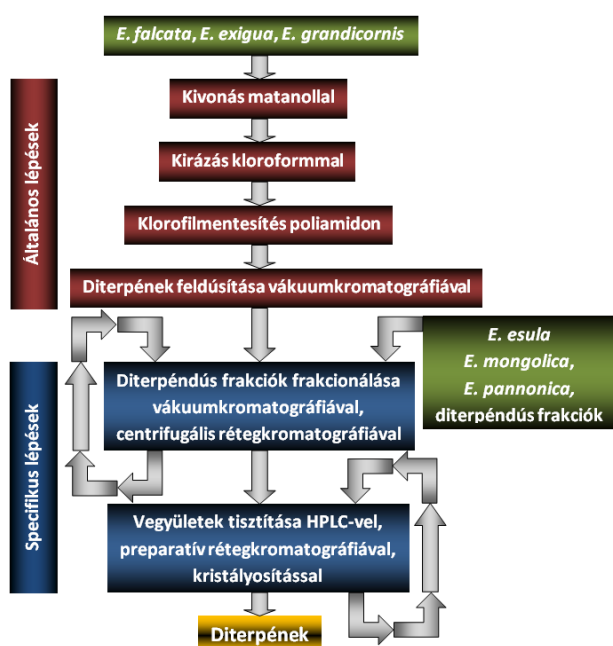 E. falcata, E. exigua, E. grandicornis
Általános lépések
Kivonás matanollal
Kirázás kloroformmal
Klorofilmentesítés poliamidon
Diterpének feldúsítása vákuumkromatográfiával
Specifikus lépések
Diterpéndús frakciók frakcionálása
vákuumkromatográfiával,
centrifugális rétegkromatográfiával
E. esula
E. mongolica,
E. pannonica,
diterpéndús frakciók
Vegyületek tisztítása HPLC-vel,
preparatív rétegkromatográfiával,
kristályosítással
Diterpének